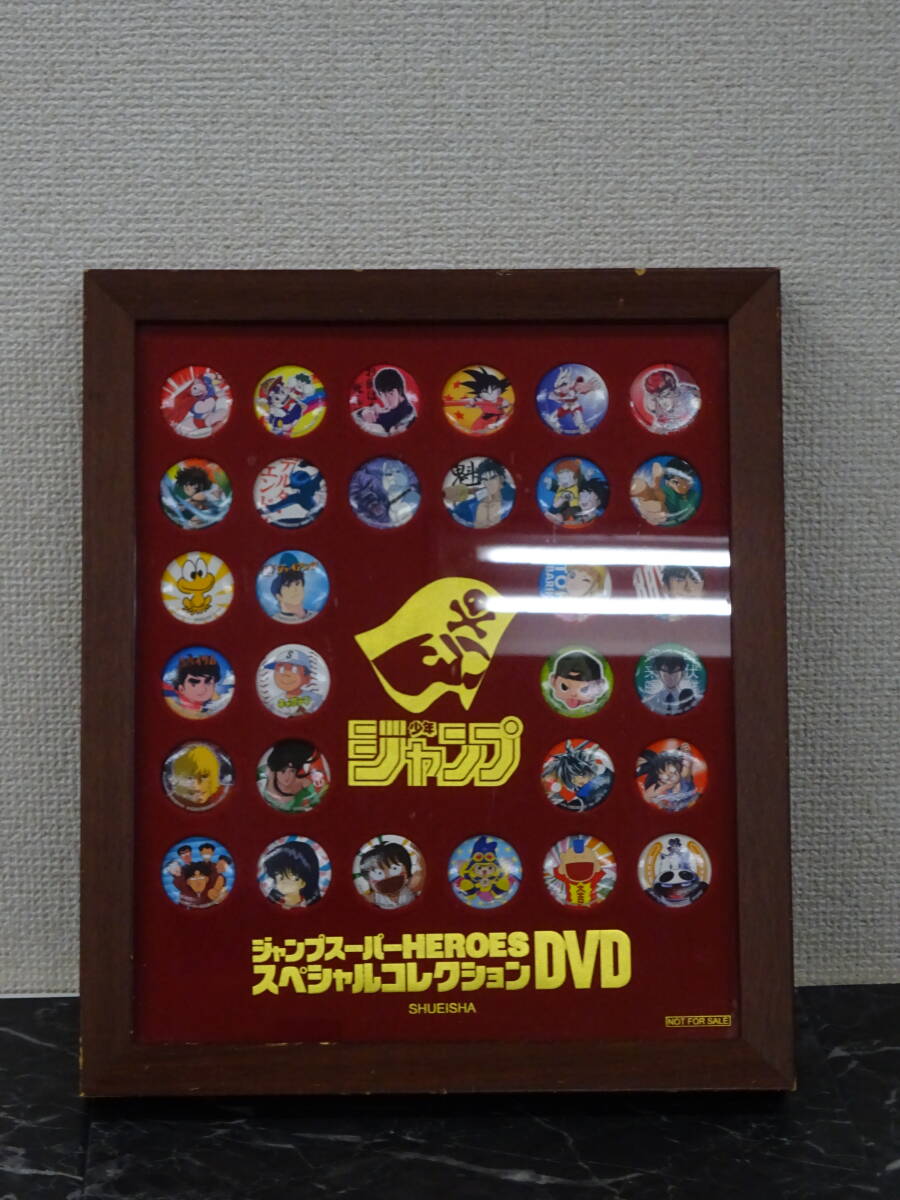 魁
少年
ジャンプ
ジャンプスーパーHEROES
スペシャルコレクション DVD
SHUEISHA
NOT FOR SALE